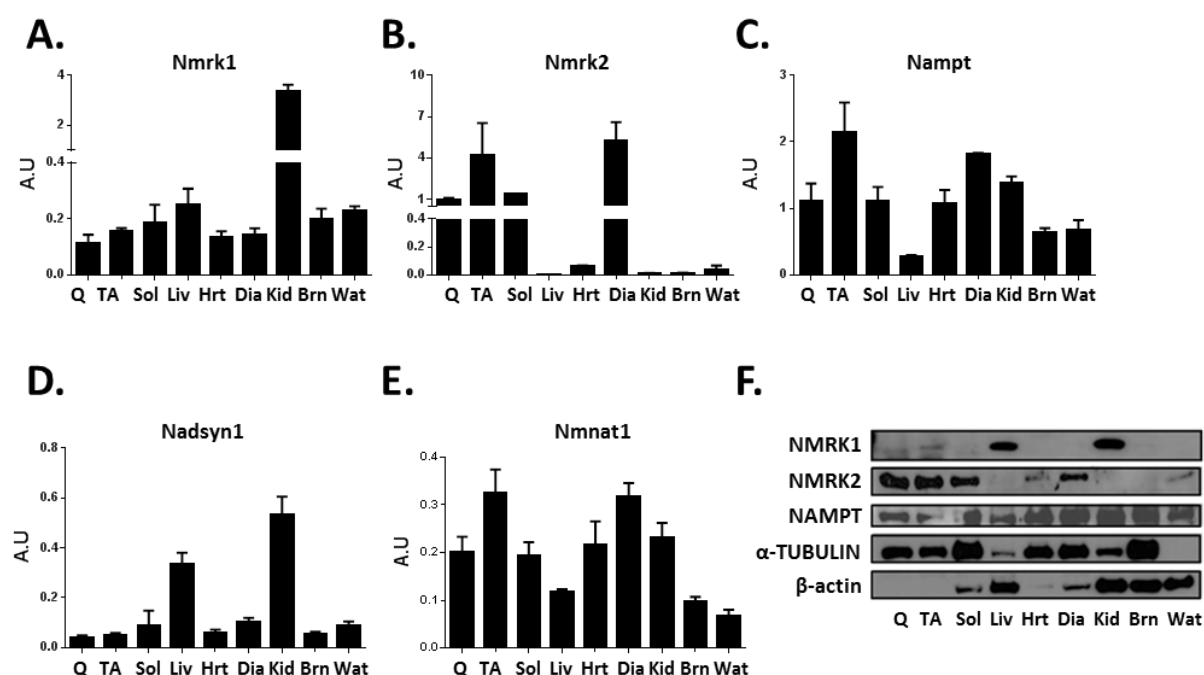 A.
Nmrk1
A.U
4
2
0.4
0.2
0.0
Q TA Sol Liv Hrt Dia Kid Brn Wat
B.
Nmrk2
A.U
10
7
4
1
0.4
0.2
0.0
Q TA Sol Liv Hrt Dia Kid Brn Wat
C.
Nampt
A.U
3
2
1
0
Q TA Sol Liv Hrt Dia Kid Brn Wat
D.
Nadsyn1
A.U
0.8
0.6
0.4
0.2
0.0
Q TA Sol Liv Hrt Dia Kid Brn Wat
E.
Nmnat1
A.U
0.4
0.3
0.2
0.1
0.0
Q TA Sol Liv Hrt Dia Kid Brn Wat
F.
NMRK1
NMRK2
NAMPT
α-TUBULIN
β-actin
Q TA Sol Liv Hrt Dia Kid Brn Wat